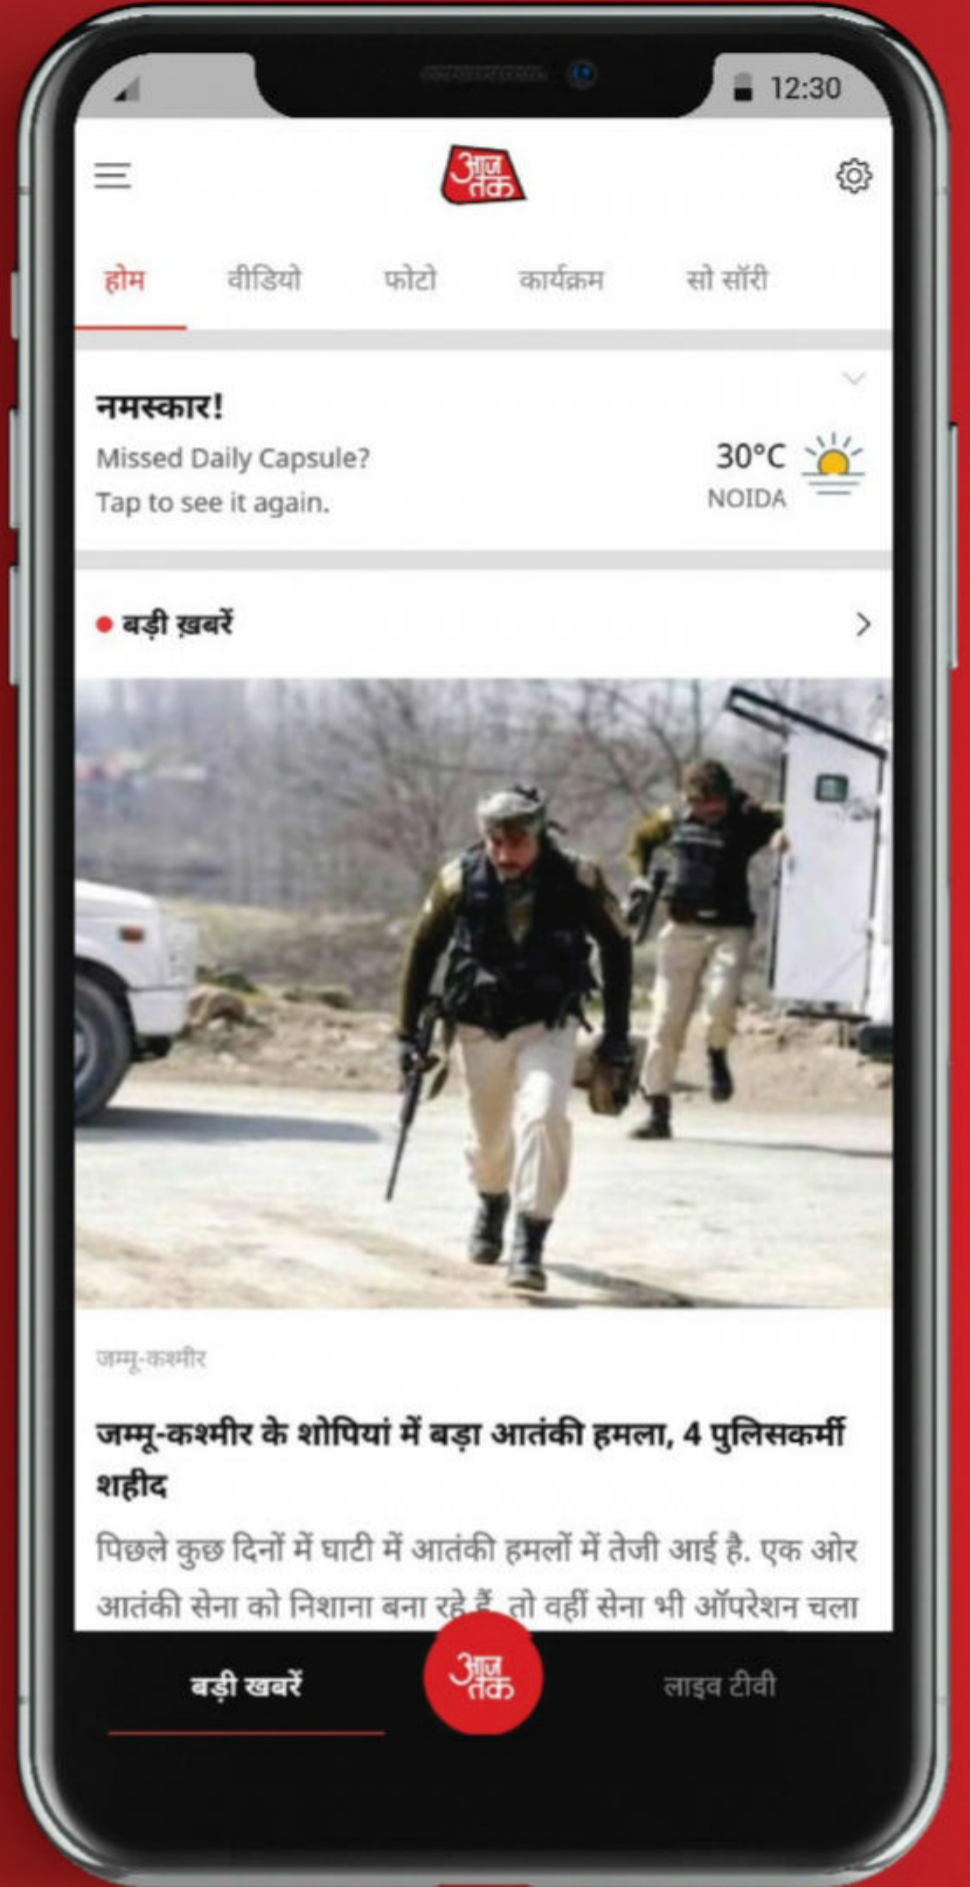 12:30
आज
तक
होम वीडियो फोटो कार्यक्रम सो सॉरी
नमस्कार!
Missed Daily Capsule?
Tap to see it again.
30°C
NOIDA
बड़ी ख़बरें
जम्मू-कश्मीर
जम्मू-कश्मीर के शोपियां में बड़ा आतंकी हमला, 4 पुलिसकर्मी
शहीद
पिछले कुछ दिनों में घाटी में आतंकी हमलों में तेजी आई है. एक ओर
आतंकी सेना को निशाना बना रहे हैं, तो वहीं सेना भी ऑपरेशन चला
बड़ी खबरें
आज
तक
लाइव टीवी